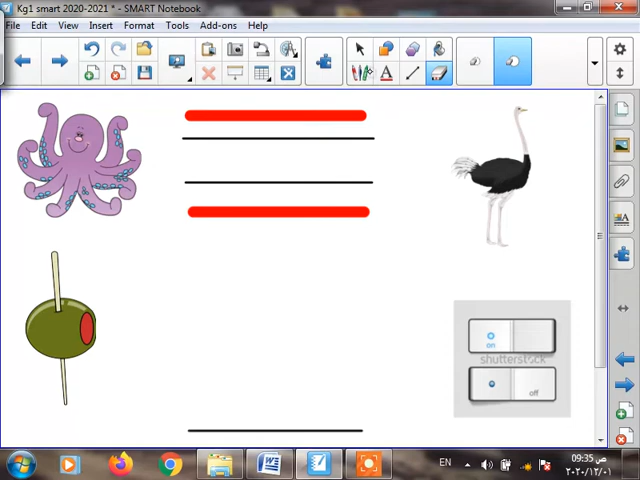 Kg1 smart 2020-2021 * - SMART Notebook
File Edit View Insert Format Tools Add-ons Help
on
shutterstock
off
EN
09:35 ص
٢٠٢٠/١٢/٠١